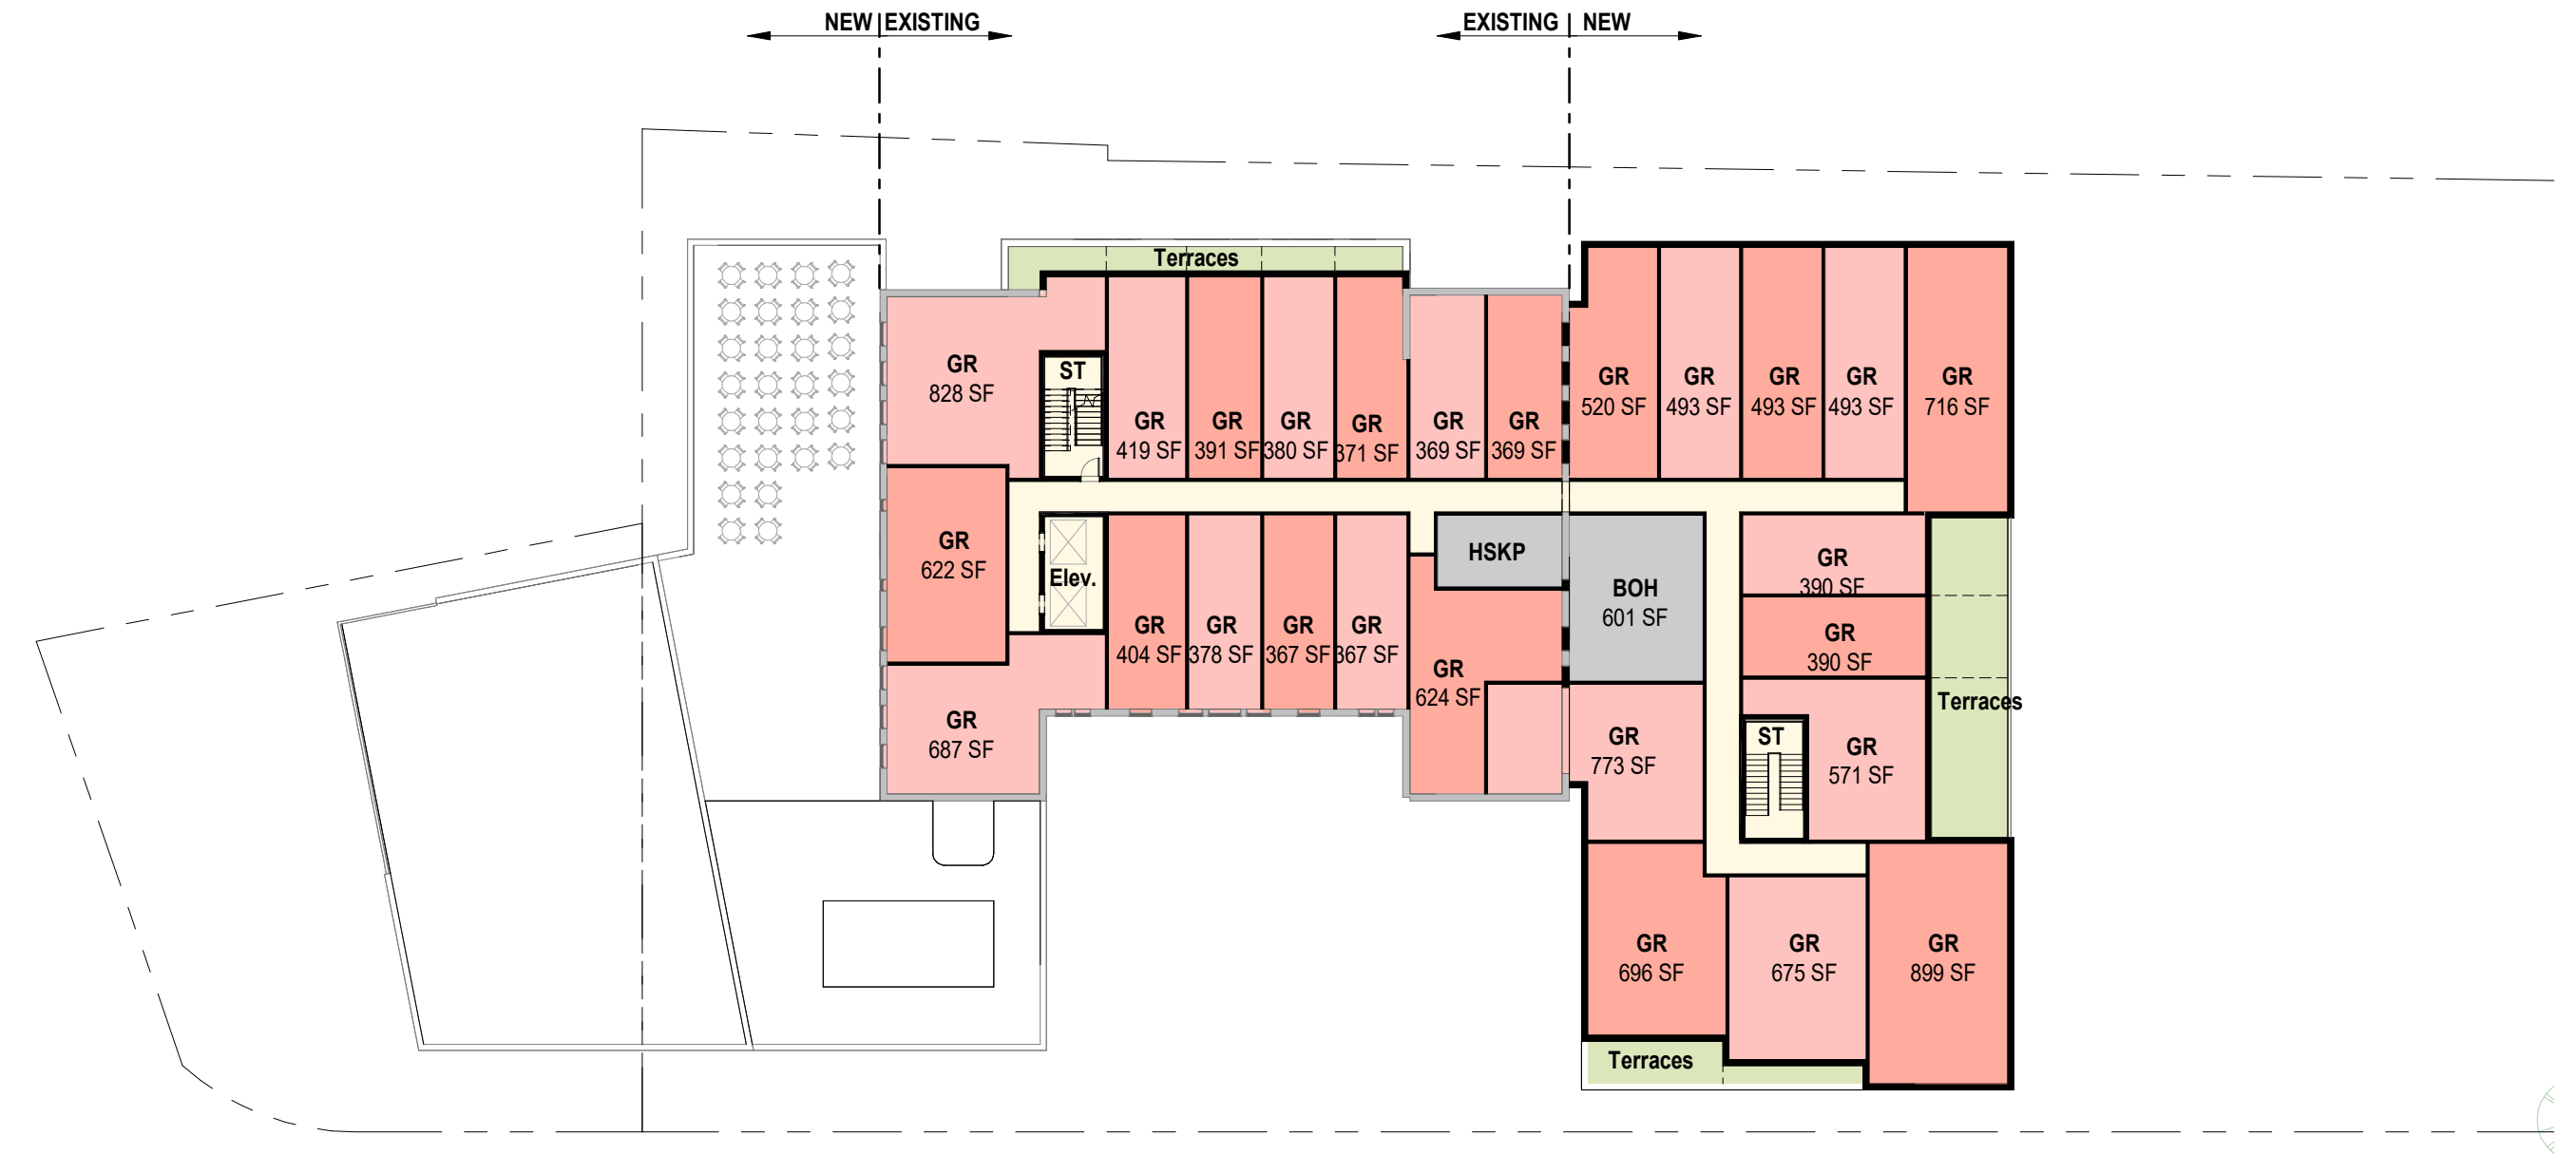 NEW EXISTING
EXISTING NEW
Terraces
GR
828 SF
ST
GR
419 SF
GR
391 SF
GR
380 SF
GR
371 SF
GR
369 SF
GR
369 SF
GR
520 SF
GR
493 SF
GR
493 SF
GR
493 SF
GR
716 SF
GR
622 SF
Elev.
HSKP
BOH
601 SF
GR
390 SF
GR
390 SF
GR
404 SF
GR
378 SF
GR
367 SF
GR
367 SF
GR
624 SF
Terraces
GR
687 SF
GR
773 SF
ST
GR
571 SF
GR
696 SF
GR
675 SF
GR
899 SF
Terraces